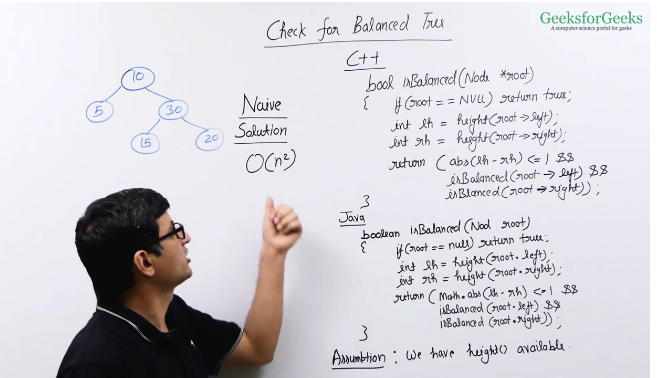 GeeksforGeeks
A computer science portal for geeks
Check for Balanced Tree
10
5
30
15
20
Naive
Solution
O(n²)
C++
bool isBalanced(Node *root)
{ if(root == NULL) return true;
int lh = height(root→left);
int rh = height(root→right);
return (abs(lh-rh) <= 1 &&
isBalanced(root→left) &&
isBlanced(root→right));
}
Java
boolean isBalanced(Nod root)
{ if(root == null) return true;
int lh = height(root.left);
int rh = height(root.right);
return (Math.abs(lh-rh) <= 1 &&
isBalanced(root.left) &&
isBalanced(root.right));
}
Assumption : We have height() available.